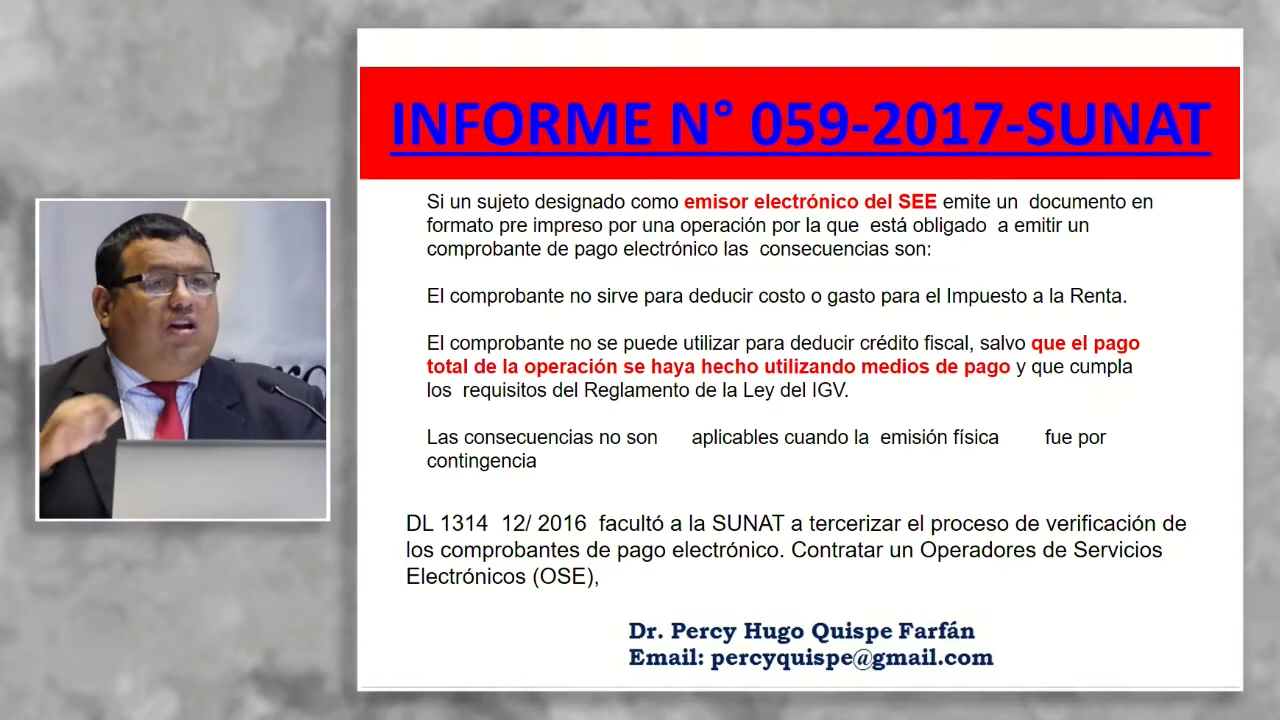 INFORME N° 059-2017-SUNAT
Si un sujeto designado como emisor electrónico del SEE emite un documento en
formato pre impreso por una operación por la que está obligado a emitir un
comprobante de pago electrónico las consecuencias son:
El comprobante no sirve para deducir costo o gasto para el Impuesto a la Renta.
El comprobante no se puede utilizar para deducir crédito fiscal, salvo que el pago
total de la operación se haya hecho utilizando medios de pago y que cumpla
los requisitos del Reglamento de la Ley del IGV.
Las consecuencias no son aplicables cuando la emisión física fue por
contingencia
DL 1314 12/ 2016 facultó a la SUNAT a tercerizar el proceso de verificación de
los comprobantes de pago electrónico. Contratar un Operadores de Servicios
Electrónicos (OSE),
Dr. Percy Hugo Quispe Farfán
Email: percyquispe@gmail.com